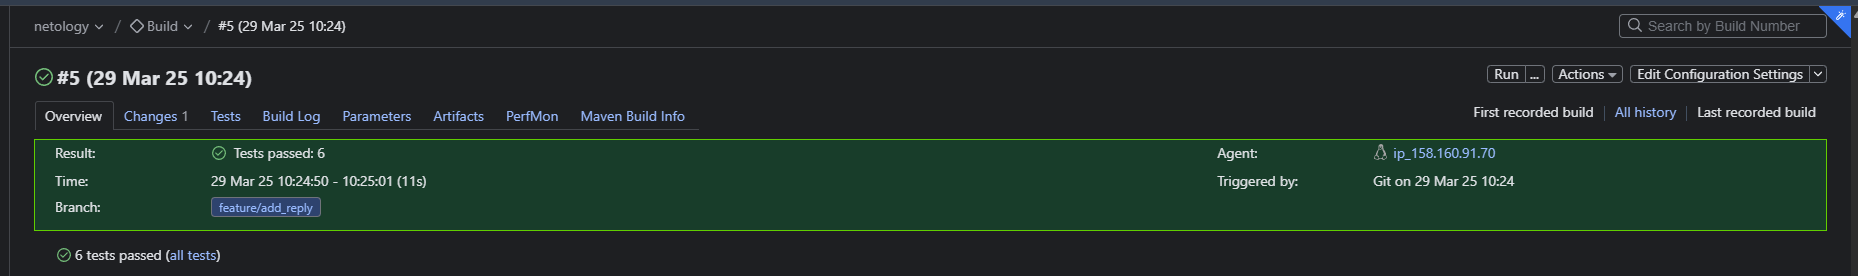 netology / Build / #5 (29 Mar 25 10:24) Search by Build Number
#5 (29 Mar 25 10:24) Run ... Actions Edit Configuration Settings
Overview Changes 1 Tests Build Log Parameters Artifacts PerfMon Maven Build Info First recorded build All history Last recorded build
Result: Tests passed: 6 Agent: ip_158.160.91.70
Time: 29 Mar 25 10:24:50 - 10:25:01 (11s) Triggered by: Git on 29 Mar 25 10:24
Branch: feature/add_reply
6 tests passed (all tests)